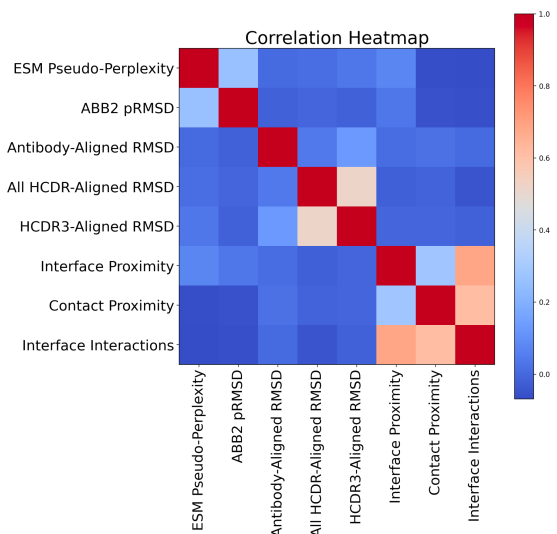 Correlation Heatmap
ESM Pseudo-Perplexity
ABB2 pRMSD
Antibody-Aligned RMSD
All HCDR-Aligned RMSD
HCDR3-Aligned RMSD
Interface Proximity
Contact Proximity
Interface Interactions
ESM Pseudo-Perplexity
ABB2 pRMSD
Antibody-Aligned RMSD
All HCDR-Aligned RMSD
HCDR3-Aligned RMSD
Interface Proximity
Contact Proximity
Interface Interactions
1.0
0.8
0.6
0.4
0.2
0.0